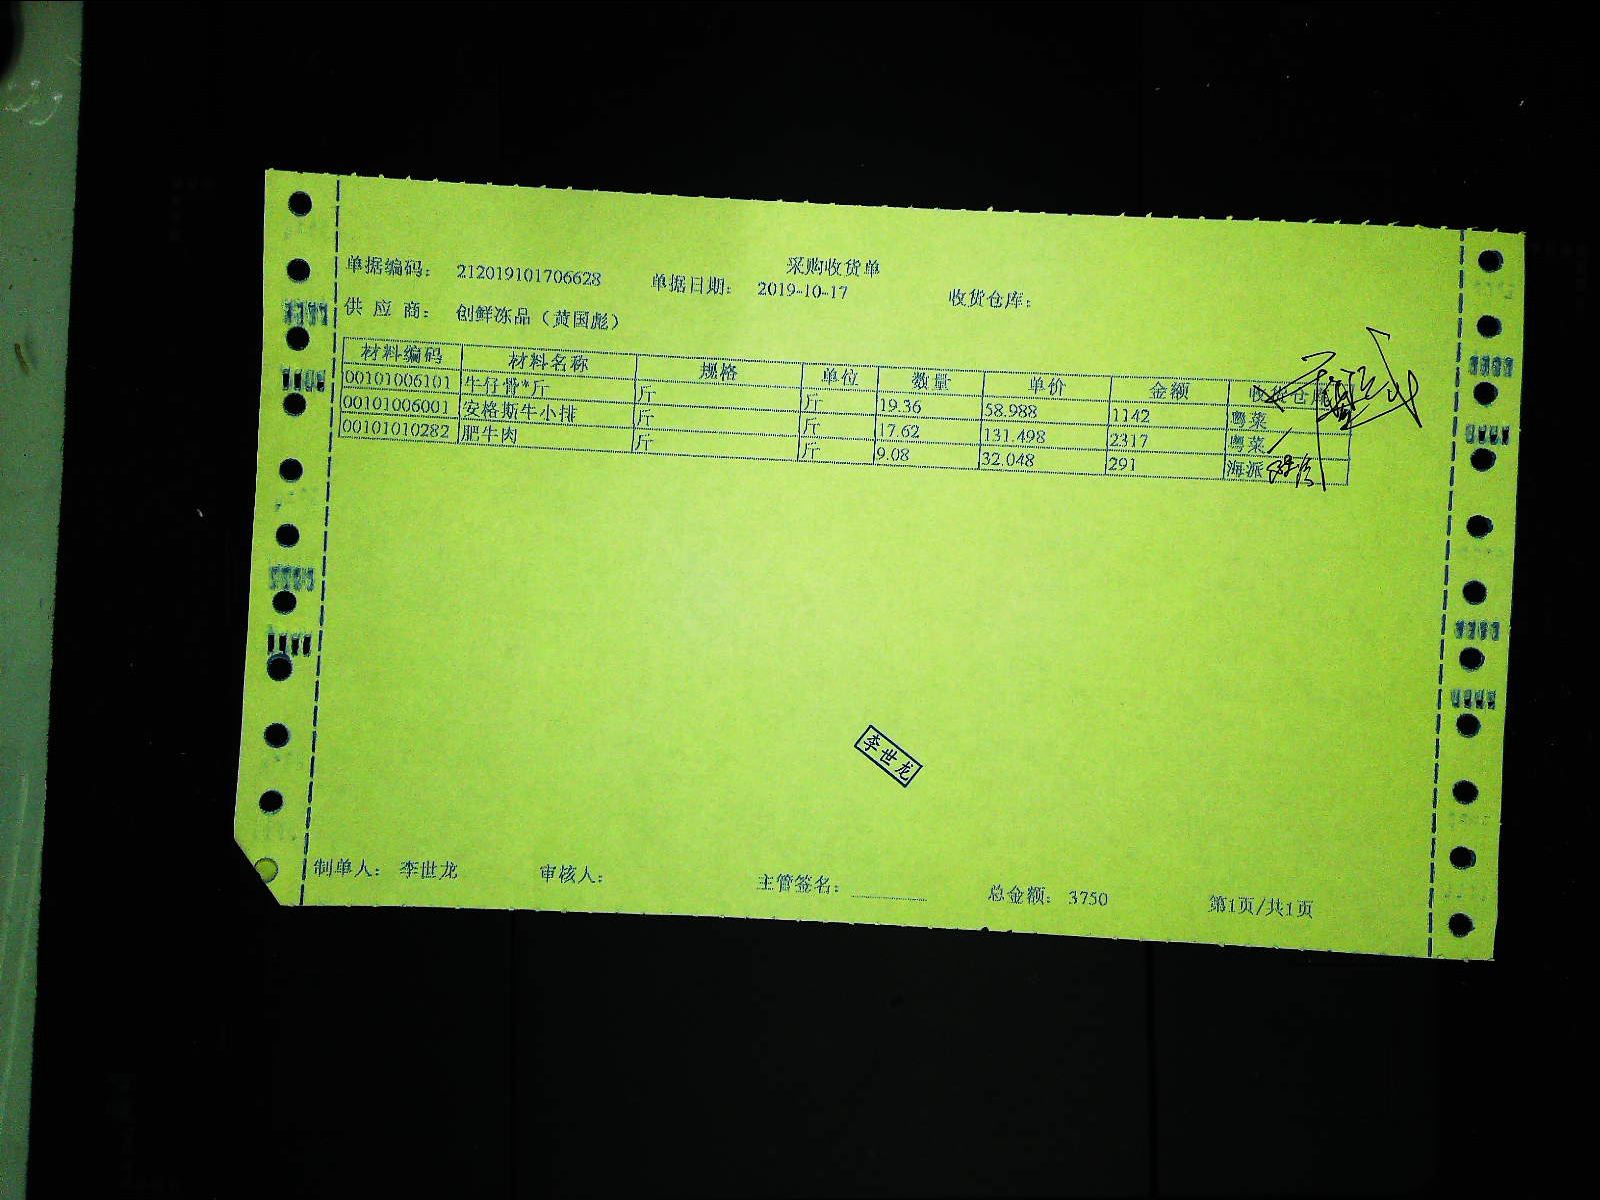 采购收货单
单据编码： 212019101706628 单据日期： 2019-10-17 收货仓库：
供 应 商： 创鲜冻品（黄国彪）
材料编码 材料名称 规格 单位 数量 单价 金额 收货仓库
00101006101 牛仔骨*斤 斤 斤 19.36 58.988 1142 粤菜
00101006001 安格斯牛小排 斤 斤 17.62 131.498 2317 粤菜
00101010282 肥牛肉 斤 斤 9.08 32.048 291 海派
李世龙
制单人： 李世龙 审核人： 主管签名： 总金额： 3750 第1页/共1页